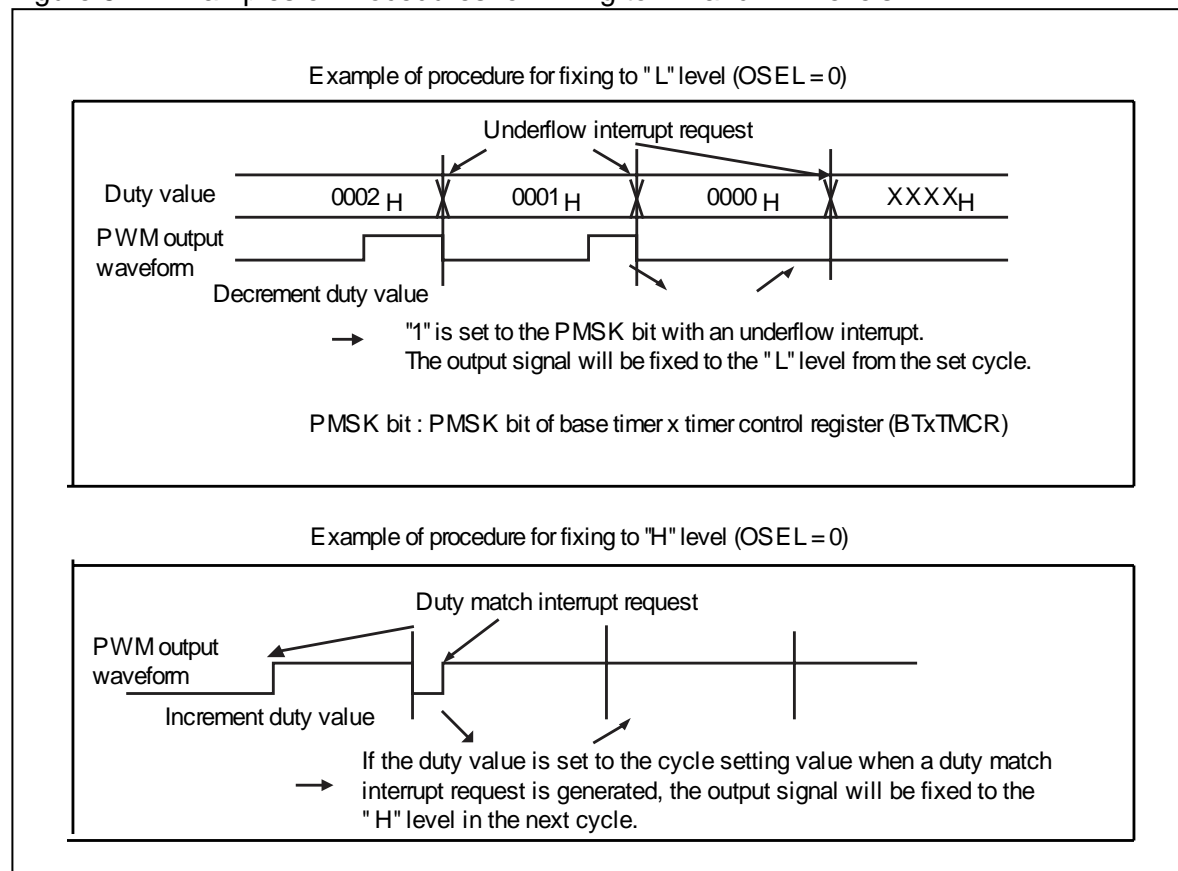 Example of procedure for fixing to "L" level (OSEL = 0)
Underflow interrupt request
Duty value 0002 H 0001 H 0000 H XXXX H
PWM output
waveform
Decrement duty value
"1" is set to the PMSK bit with an underflow interrupt.
The output signal will be fixed to the "L" level from the set cycle.
PMSK bit : PMSK bit of base timer x timer control register (BTxTMCR)
Example of procedure for fixing to "H" level (OSEL = 0)
Duty match interrupt request
PWM output
waveform
Increment duty value
If the duty value is set to the cycle setting value when a duty match
interrupt request is generated, the output signal will be fixed to the
"H" level in the next cycle.